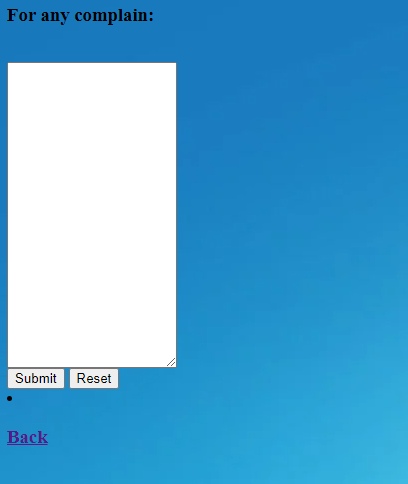 For any complain:
Submit Reset
Back